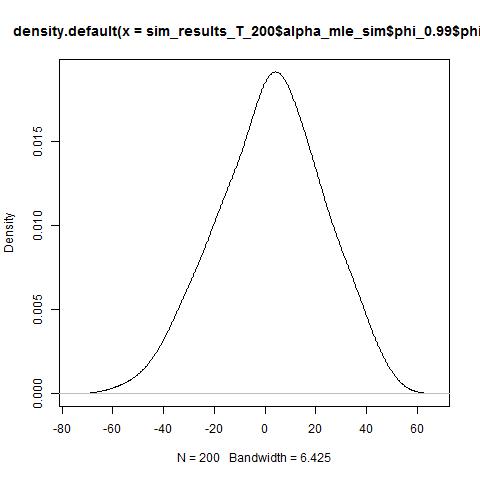 density.default(x = sim_results_T_200$alpha_mle_sim$phi_0.99$phi
0.015
0.010
0.005
0.000
Density
-80 -60 -40 -20 0 20 40 60
N = 200 Bandwidth = 6.425